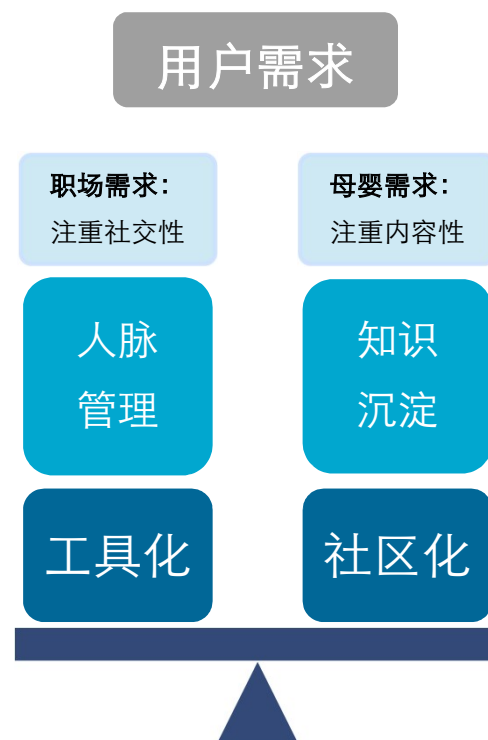 用户需求
职场需求：
注重社交性
人脉
管理
工具化
母婴需求：
注重内容性
知识
沉淀
社区化